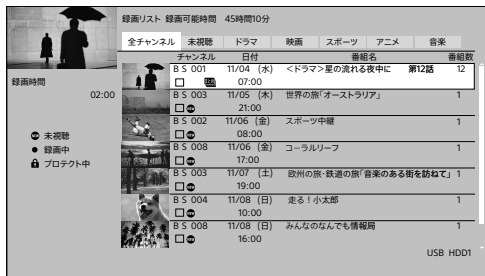 録画リスト 録画可能時間 45時間10分
全チャンネル 未視聴 ドラマ 映画 スポーツ アニメ 音楽
チャンネル 日付 番組名 番組数
ＢＳ 001 11/04 (水) ＜ドラマ＞星の流れる夜中に 第12話 12
07:00
録画時間
02:00
ＢＳ 003 11/05 (木) 世界の旅｢オーストラリア｣ 1
21:00
ＢＳ 002 11/06 (金) スポーツ中継 1
08:00
未視聴
録画中
プロテクト中
ＢＳ 008 11/06 (金) コーラルリーフ 1
17:00
ＢＳ 003 11/07 (土) 欧州の旅･鉄道の旅｢音楽のある街を訪ねて｣ 1
19:00
ＢＳ 004 11/08 (日) 走る！小太郎 1
10:00
ＢＳ 008 11/08 (日) みんなのなんでも情報局 1
16:00
USB HDD1